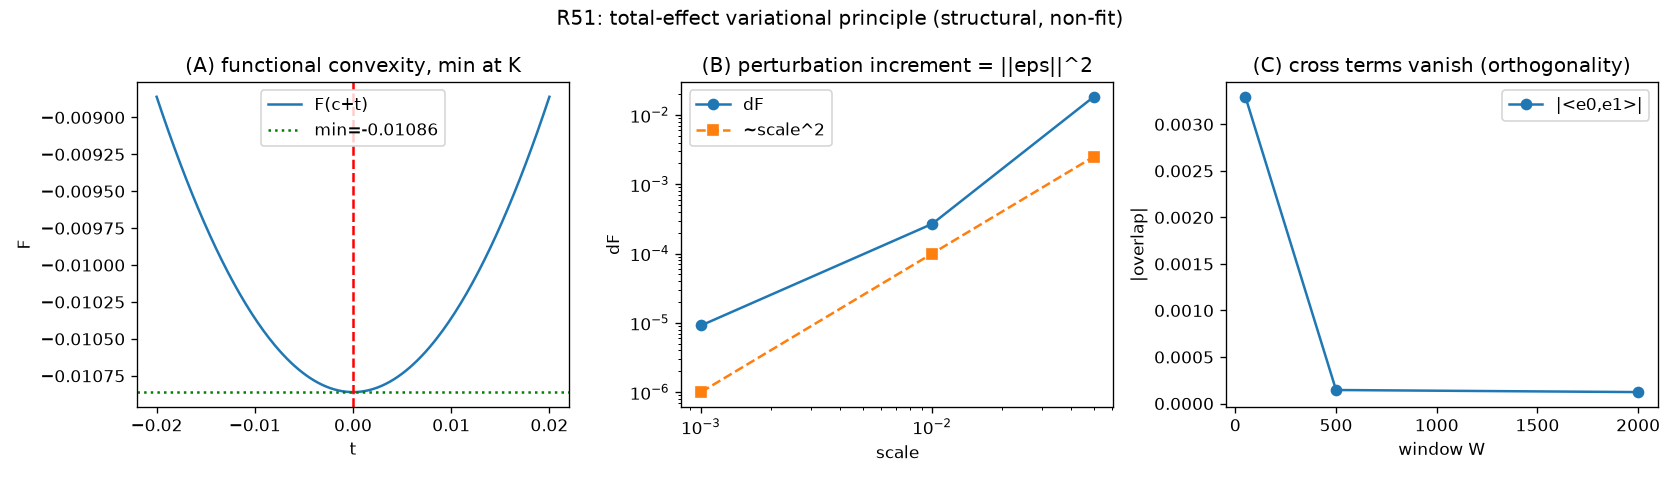 R51: total-effect variational principle (structural, non-fit)
(A) functional convexity, min at K
F(c+t)
min=-0.01086
−0.00900
−0.00925
−0.00950
−0.00975
−0.01000
−0.01025
−0.01050
−0.01075
F
−0.02
−0.01
0.00
0.01
0.02
t
(B) perturbation increment = ||eps||^2
dF
~scale^2
10^-2
10^-3
10^-4
10^-5
10^-6
dF
10^-3
10^-2
scale
(C) cross terms vanish (orthogonality)
|<e0,e1>|
0.0030
0.0025
0.0020
0.0015
0.0010
0.0005
0.0000
|overlap|
0
500
1000
1500
2000
window W